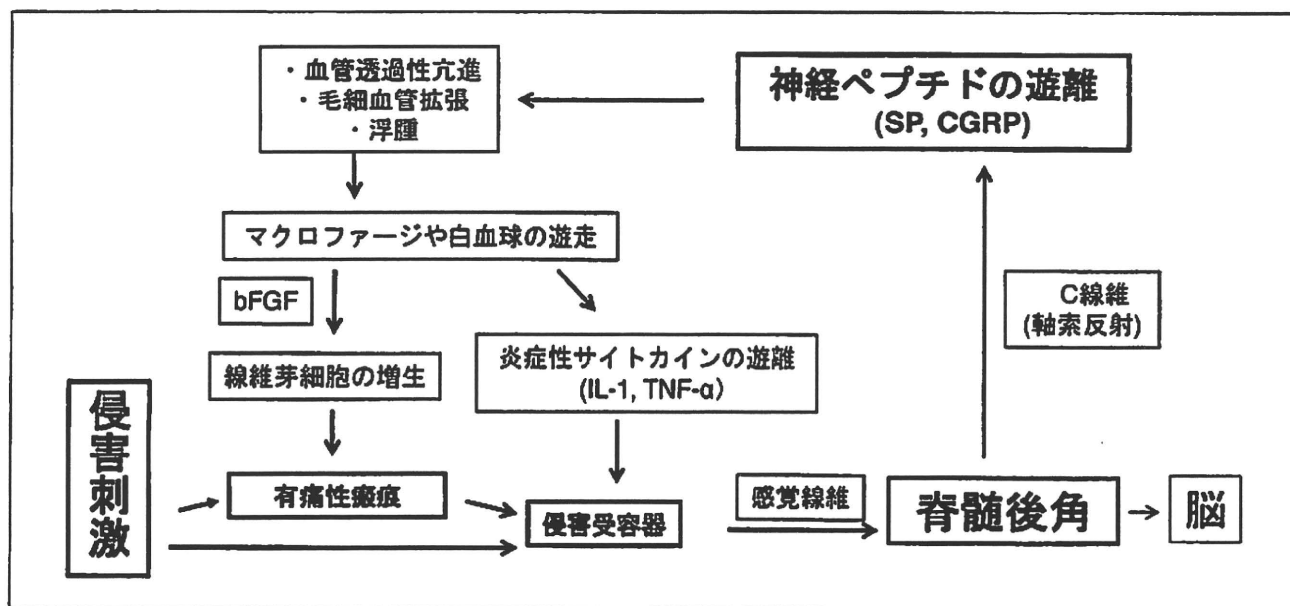 ・血管透過性亢進
・毛細血管拡張
・浮腫
神経ペプチドの遊離
(SP, CGRP)
マクロファージや白血球の遊走
bFGF
C線維
(軸索反射)
線維芽細胞の増生
炎症性サイトカインの遊離
(IL-1, TNF-α)
侵害刺激
有痛性瘢痕
侵害受容器
感覚線維
脊髄後角
脳